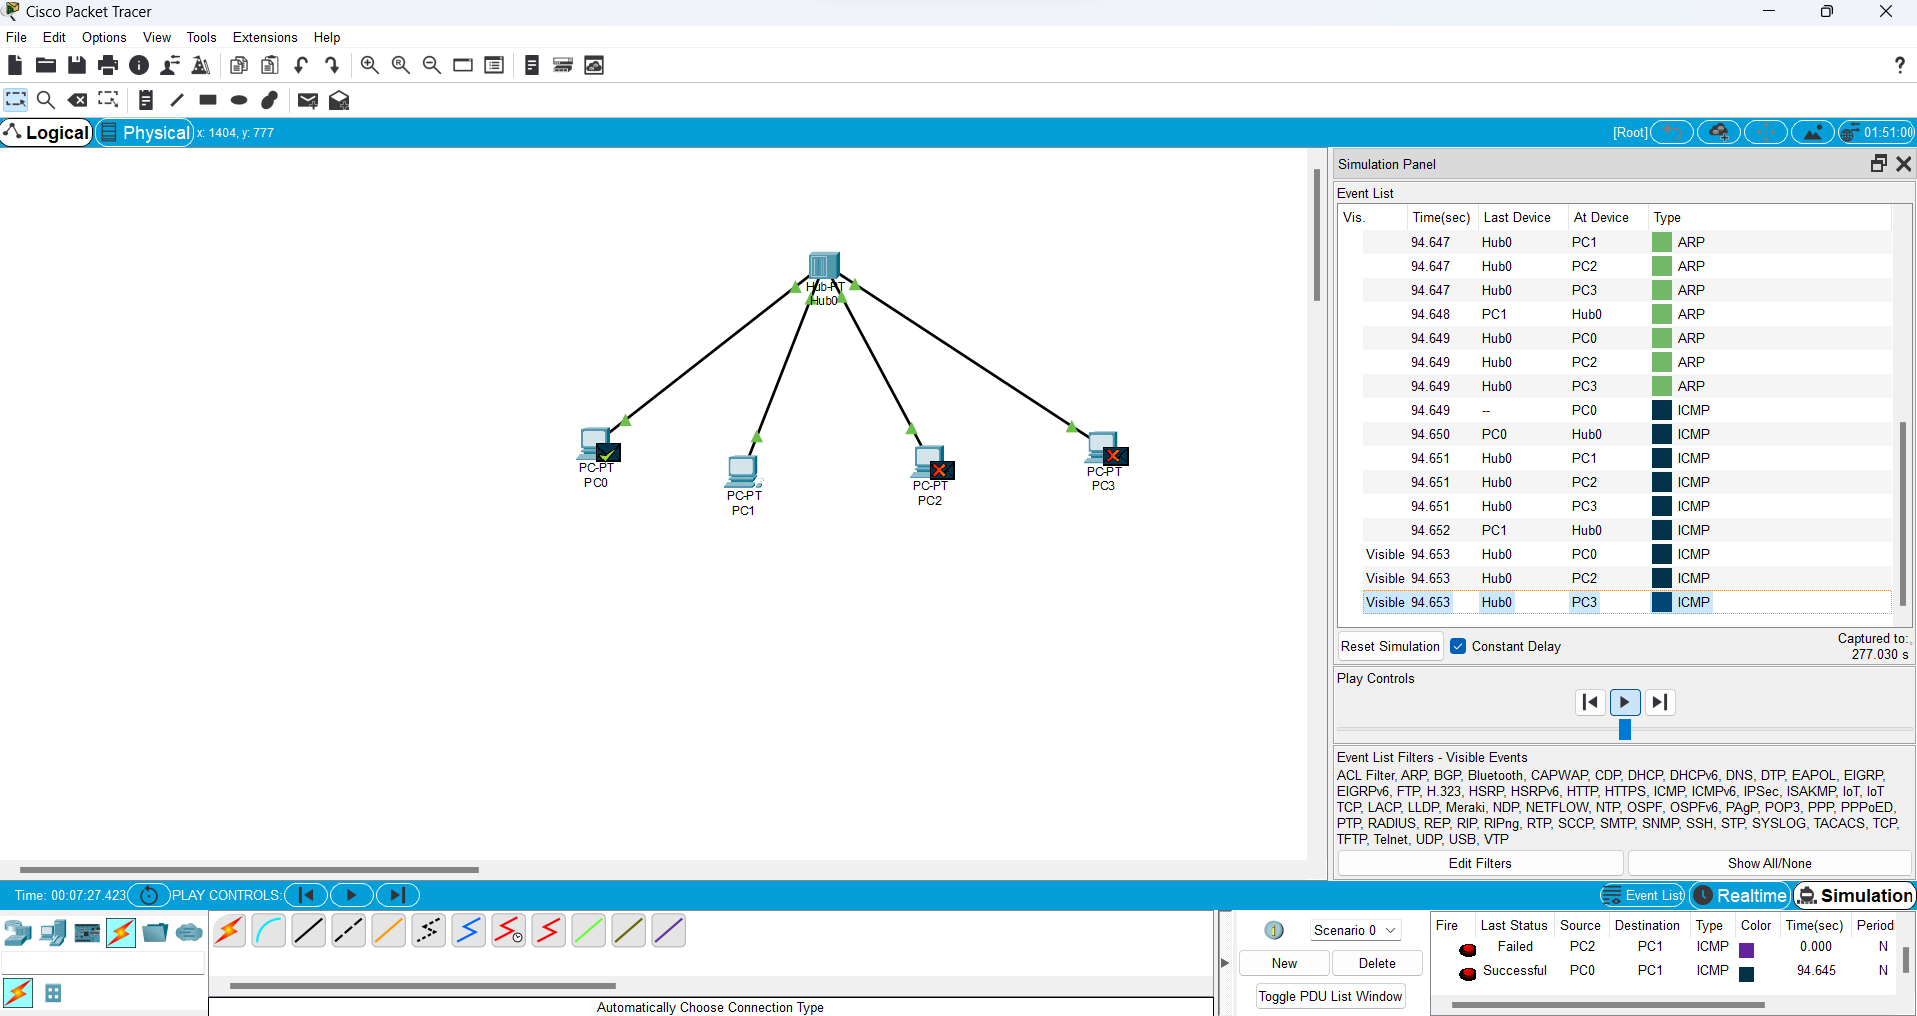 Cisco Packet Tracer
File Edit Options View Tools Extensions Help
Logical Physical x: 1404, y: 777 [Root] 01:51:00
Simulation Panel
Event List
Vis. Time(sec) Last Device At Device Type
94.647 Hub0 PC1 ARP
94.647 Hub0 PC2 ARP
94.647 Hub0 PC3 ARP
94.648 PC1 Hub0 ARP
94.649 Hub0 PC0 ARP
94.649 Hub0 PC2 ARP
94.649 Hub0 PC3 ARP
94.649 -- PC0 ICMP
94.650 PC0 Hub0 ICMP
94.651 Hub0 PC1 ICMP
94.651 Hub0 PC2 ICMP
94.651 Hub0 PC3 ICMP
94.652 PC1 Hub0 ICMP
Visible 94.653 Hub0 PC0 ICMP
Visible 94.653 Hub0 PC2 ICMP
Visible 94.653 Hub0 PC3 ICMP
Reset Simulation Constant Delay Captured to:
277.030 s
Play Controls
Event List Filters - Visible Events
ACL Filter, ARP, BGP, Bluetooth, CAPWAP, CDP, DHCP, DHCPv6, DNS, DTP, EAPOL, EIGRP,
EIGRPv6, FTP, H.323, HSRP, HSRPv6, HTTP, HTTPS, ICMP, ICMPv6, IPSec, ISAKMP, IoT, IoT
TCP, LACP, LLDP, Meraki, NDP, NETFLOW, NTP, OSPF, OSPFv6, PAgP, POP3, PPP, PPPoED,
PTP, RADIUS, REP, RIP, RIPng, RTP, SCCP, SMTP, SNMP, SSH, STP, SYSLOG, TACACS, TCP,
TFTP, Telnet, UDP, USB, VTP
Edit Filters Show All/None
Hub-PT
Hub0
PC-PT
PC0
PC-PT
PC1
PC-PT
PC2
PC-PT
PC3
Time: 00:07:27.423 PLAY CONTROLS: Event List Realtime Simulation
Automatically Choose Connection Type
Scenario 0
New Delete
Toggle PDU List Window
Fire Last Status Source Destination Type Color Time(sec) Period
Failed PC2 PC1 ICMP 0.000 N
Successful PC0 PC1 ICMP 94.645 N